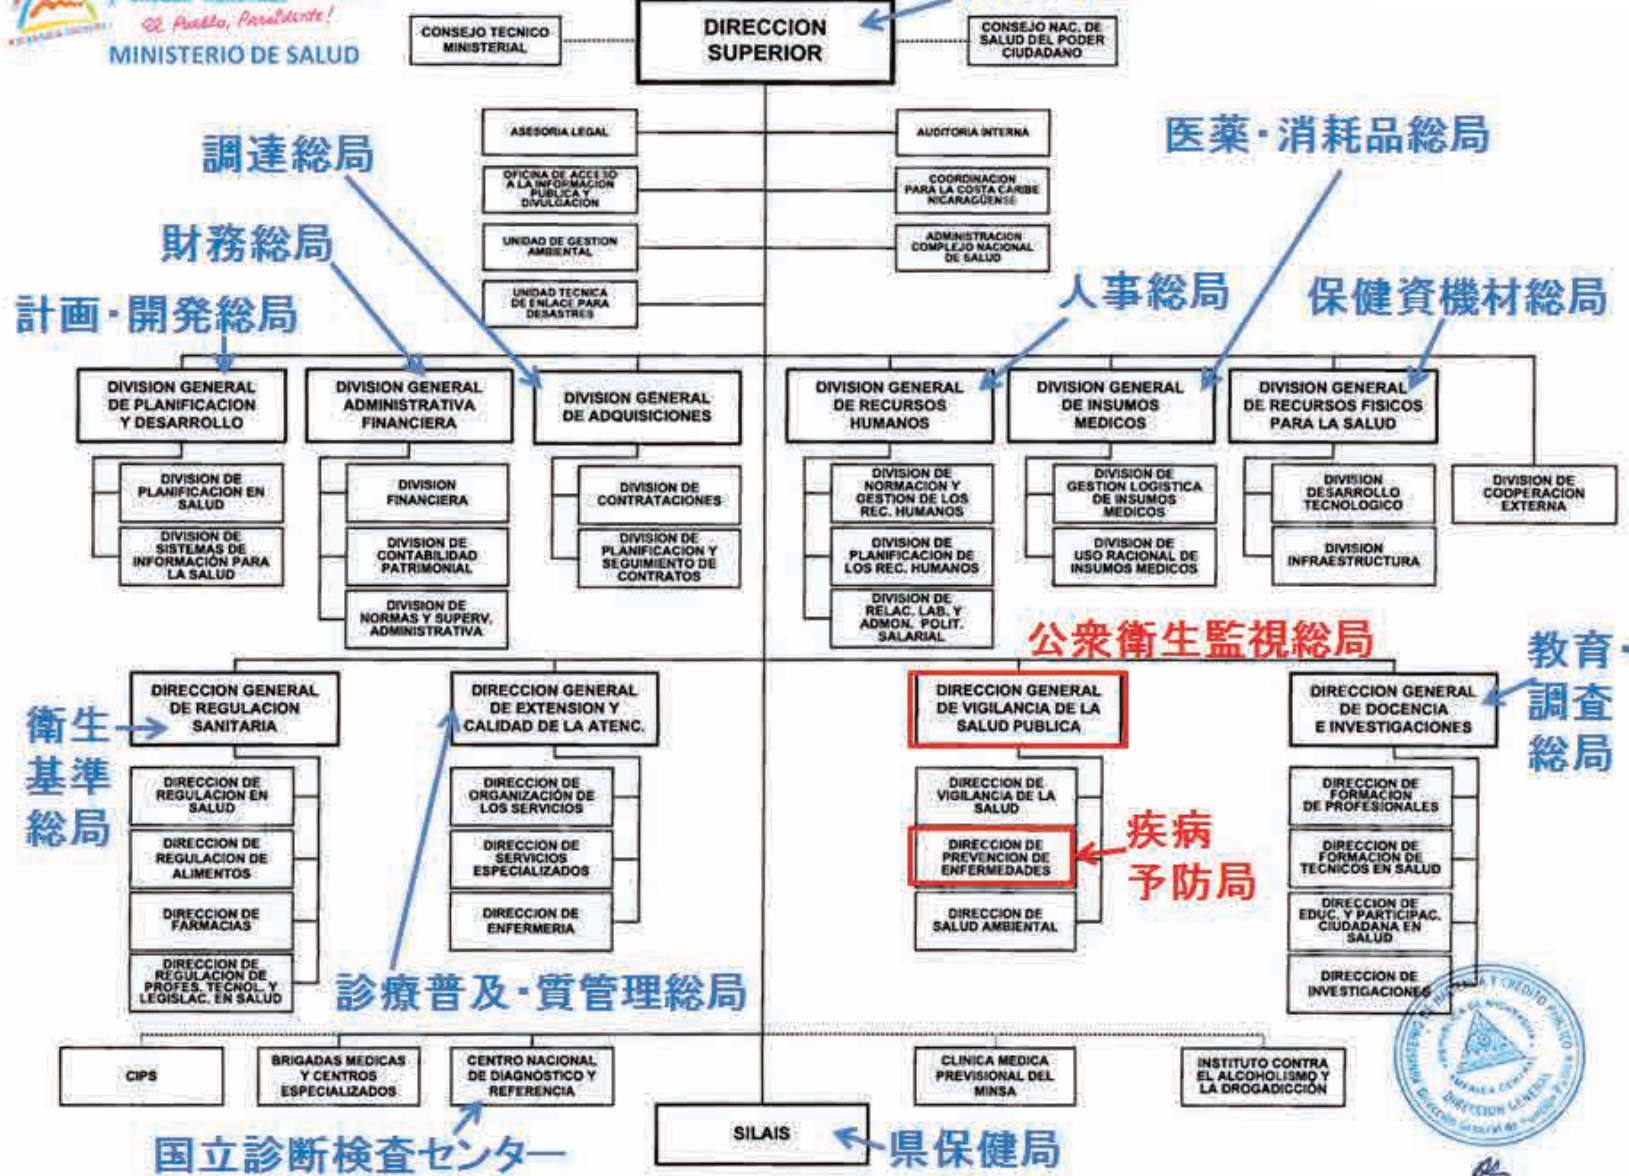 El Pueblo, Presidente!
MINISTERIO DE SALUD
CONSEJO TECNICO
MINISTERIAL
DIRECCION
SUPERIOR
CONSEJO NAC. DE
SALUD DEL PODER
CIUDADANO
ASESORIA LEGAL
AUDITORIA INTERNA
調達総局
医薬・消耗品総局
OFICINA DE ACCESO
A LA INFORMACION
PUBLICA Y
DIVULGACION
COORDINACION
PARA LA COSTA CARIBE
NICARAGÜENSE
財務総局
UNIDAD DE GESTION
AMBIENTAL
ADMINISTRACION
COMPLEJO NACIONAL
DE SALUD
計画・開発総局
UNIDAD TECNICA
DE ENLACE PARA
DESASTRES
人事総局
保健資機材総局
DIVISION GENERAL
DE PLANIFICACION
Y DESARROLLO
DIVISION GENERAL
ADMINISTRATIVA
FINANCIERA
DIVISION GENERAL
DE ADQUISICIONES
DIVISION GENERAL
DE RECURSOS
HUMANOS
DIVISION GENERAL
DE INSUMOS
MEDICOS
DIVISION GENERAL
DE RECURSOS FISICOS
PARA LA SALUD
DIVISION DE
PLANIFICACION EN
SALUD
DIVISION
FINANCIERA
DIVISION DE
CONTRATACIONES
DIVISION DE
NORMACION Y
GESTION DE LOS
REC. HUMANOS
DIVISION DE
GESTION LOGISTICA
DE INSUMOS
MEDICOS
DIVISION
DESARROLLO
TECNOLOGICO
DIVISION DE
COOPERACION
EXTERNA
DIVISION DE
SISTEMAS DE
INFORMACIÓN PARA
LA SALUD
DIVISION DE
CONTABILIDAD
PATRIMONIAL
DIVISION DE
PLANIFICACION Y
SEGUIMIENTO DE
CONTRATOS
DIVISION DE
PLANIFICACION DE
LOS REC. HUMANOS
DIVISION DE
USO RACIONAL DE
INSUMOS MEDICOS
DIVISION
INFRAESTRUCTURA
DIVISION DE
NORMAS Y SUPERV.
ADMINISTRATIVA
DIVISION DE
RELAC. LAB. Y
ADMON. POLIT.
SALARIAL
公衆衛生監視総局
教育・
調査
総局
衛生
基準
総局
DIRECCION GENERAL
DE REGULACION
SANITARIA
DIRECCION GENERAL
DE EXTENSION Y
CALIDAD DE LA ATENC.
DIRECCION GENERAL
DE VIGILANCIA DE LA
SALUD PUBLICA
DIRECCION GENERAL
DE DOCENCIA
E INVESTIGACIONES
DIRECCION DE
REGULACION EN
SALUD
DIRECCION DE
ORGANIZACIÓN DE
LOS SERVICIOS
DIRECCION DE
VIGILANCIA DE LA
SALUD
DIRECCION DE
FORMACION
DE PROFESIONALES
DIRECCION DE
REGULACION DE
ALIMENTOS
DIRECCION DE
SERVICIOS
ESPECIALIZADOS
DIRECCION DE
PREVENCION DE
ENFERMEDADES
疾病
予防局
DIRECCION DE
FORMACION DE
TECNICOS EN SALUD
DIRECCION DE
FARMACIAS
DIRECCION DE
ENFERMERIA
DIRECCION DE
SALUD AMBIENTAL
DIRECCION DE
EDUC. Y PARTICIPAC.
CIUDADANA EN
SALUD
DIRECCION DE
REGULACION DE
PROFES. TECNOL. Y
LEGISLAC. EN SALUD
診療普及・質管理総局
DIRECCION DE
INVESTIGACIONES
CIPS
BRIGADAS MEDICAS
Y CENTROS
ESPECIALIZADOS
CENTRO NACIONAL
DE DIAGNOSTICO Y
REFERENCIA
CLINICA MEDICA
PREVISIONAL DEL
MINSA
INSTITUTO CONTRA
EL ALCOHOLISMO Y
LA DROGADICCIÓN
国立診断検査センター
SILAIS
県保健局